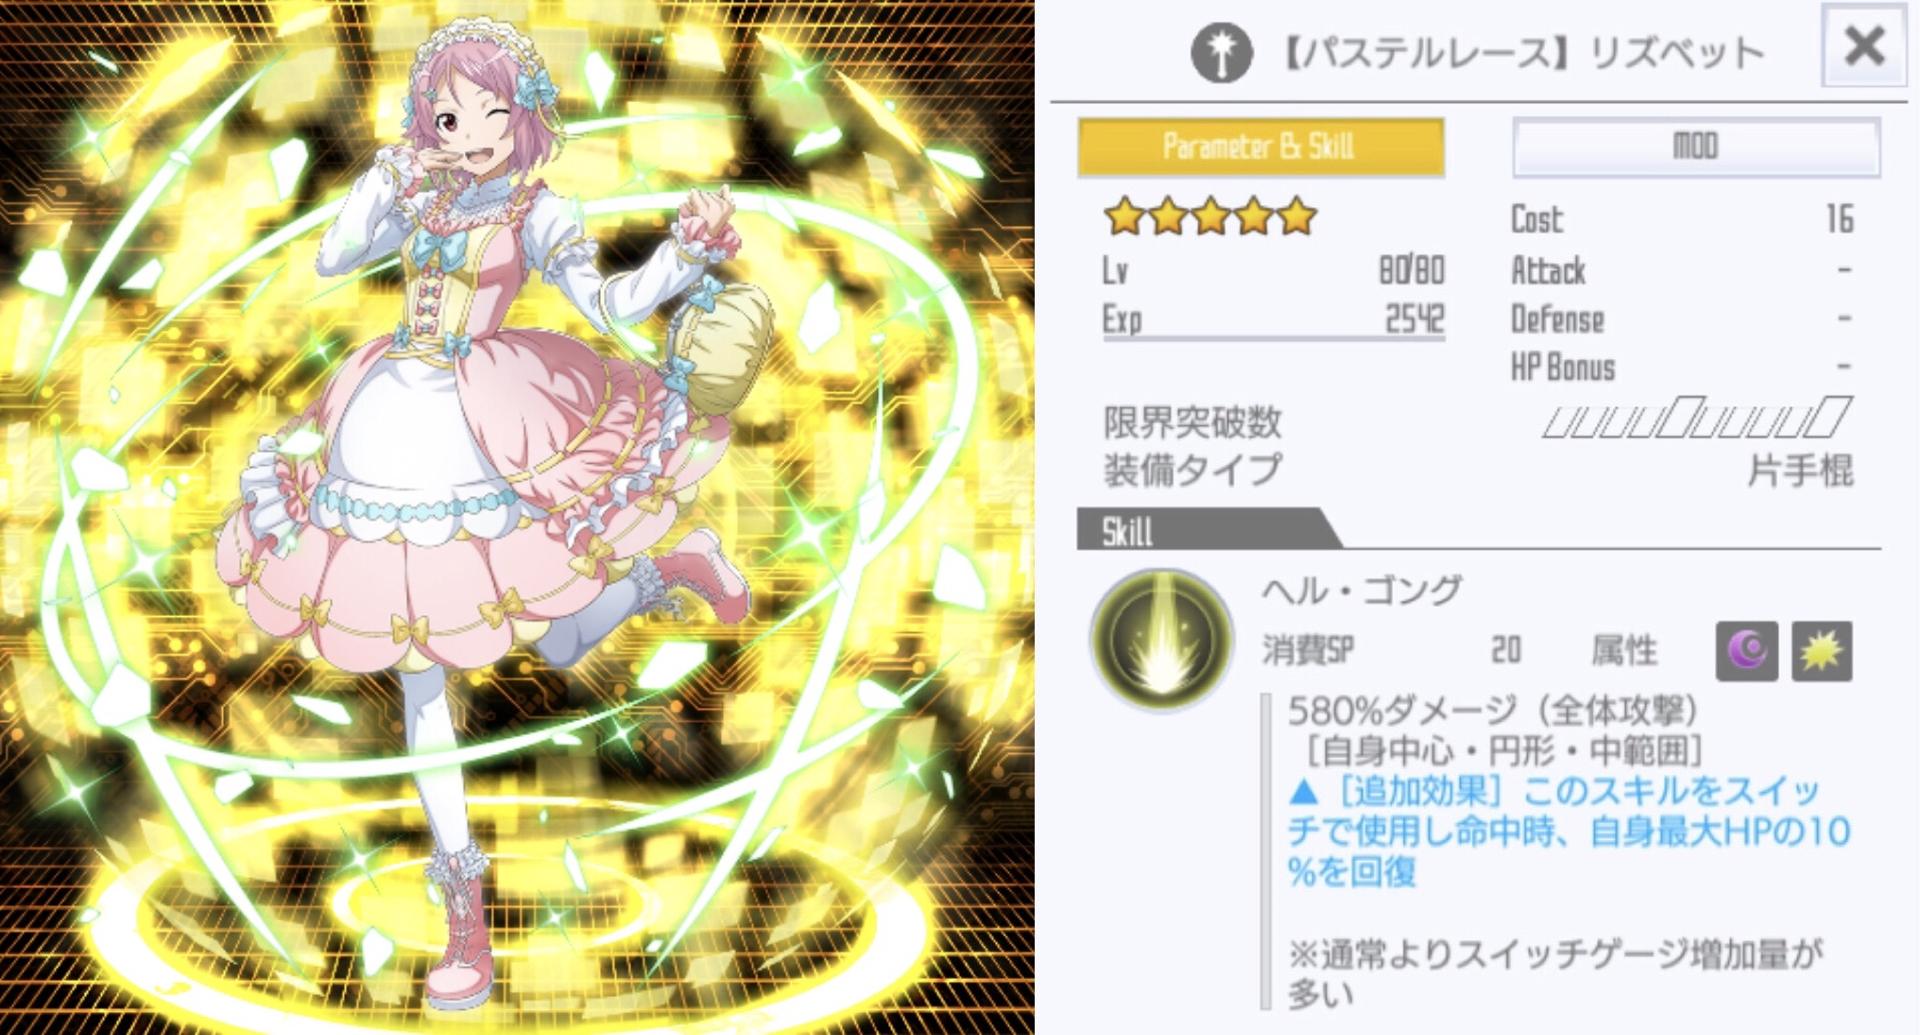 【パステルレース】リズベット
Parameter & Skill
MOD
Lv 80/80
Exp 2542
Cost 16
Attack -
Defense -
HP Bonus -
限界突破数
装備タイプ 片手棍
Skill
ヘル・ゴング
消費SP 20 属性
580%ダメージ（全体攻撃）
［自身中心・円形・中範囲］
▲［追加効果］このスキルをスイッ
チで使用し命中時、自身最大HPの10
%を回復
※通常よりスイッチゲージ増加量が
多い